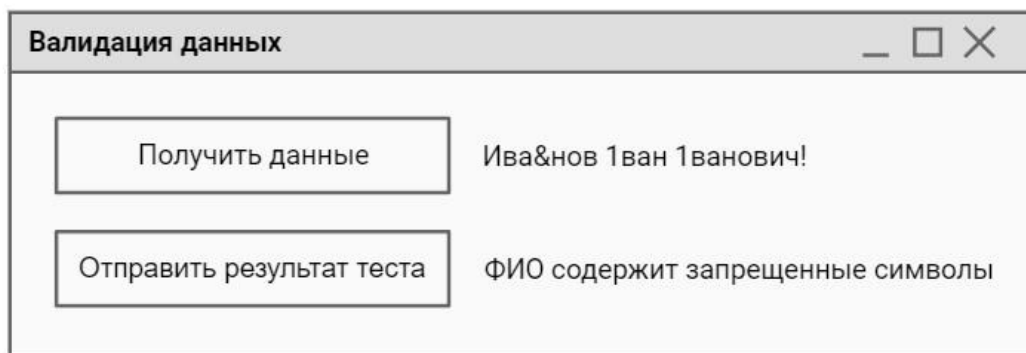 Валидация данных
Получить данные
Ива&нов 1ван 1ванович!
Отправить результат теста
ФИО содержит запрещенные символы